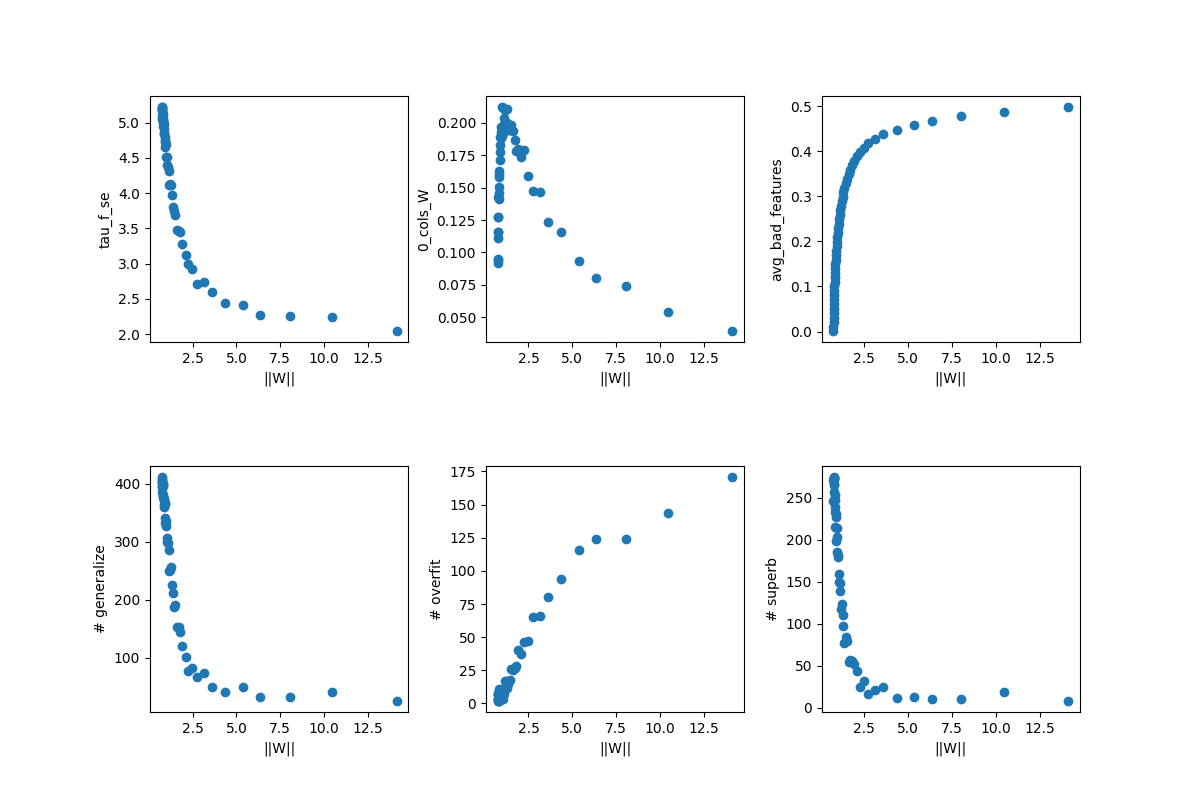 tau_f_se
5.0
4.5
4.0
3.5
3.0
2.5
2.0
2.5 5.0 7.5 10.0 12.5
||W||
0_cols_W
0.200
0.175
0.150
0.125
0.100
0.075
0.050
2.5 5.0 7.5 10.0 12.5
||W||
avg_bad_features
0.5
0.4
0.3
0.2
0.1
0.0
2.5 5.0 7.5 10.0 12.5
||W||
# generalize
400
300
200
100
2.5 5.0 7.5 10.0 12.5
||W||
# overfit
175
150
125
100
75
50
25
0
2.5 5.0 7.5 10.0 12.5
||W||
# superb
250
200
150
100
50
0
2.5 5.0 7.5 10.0 12.5
||W||